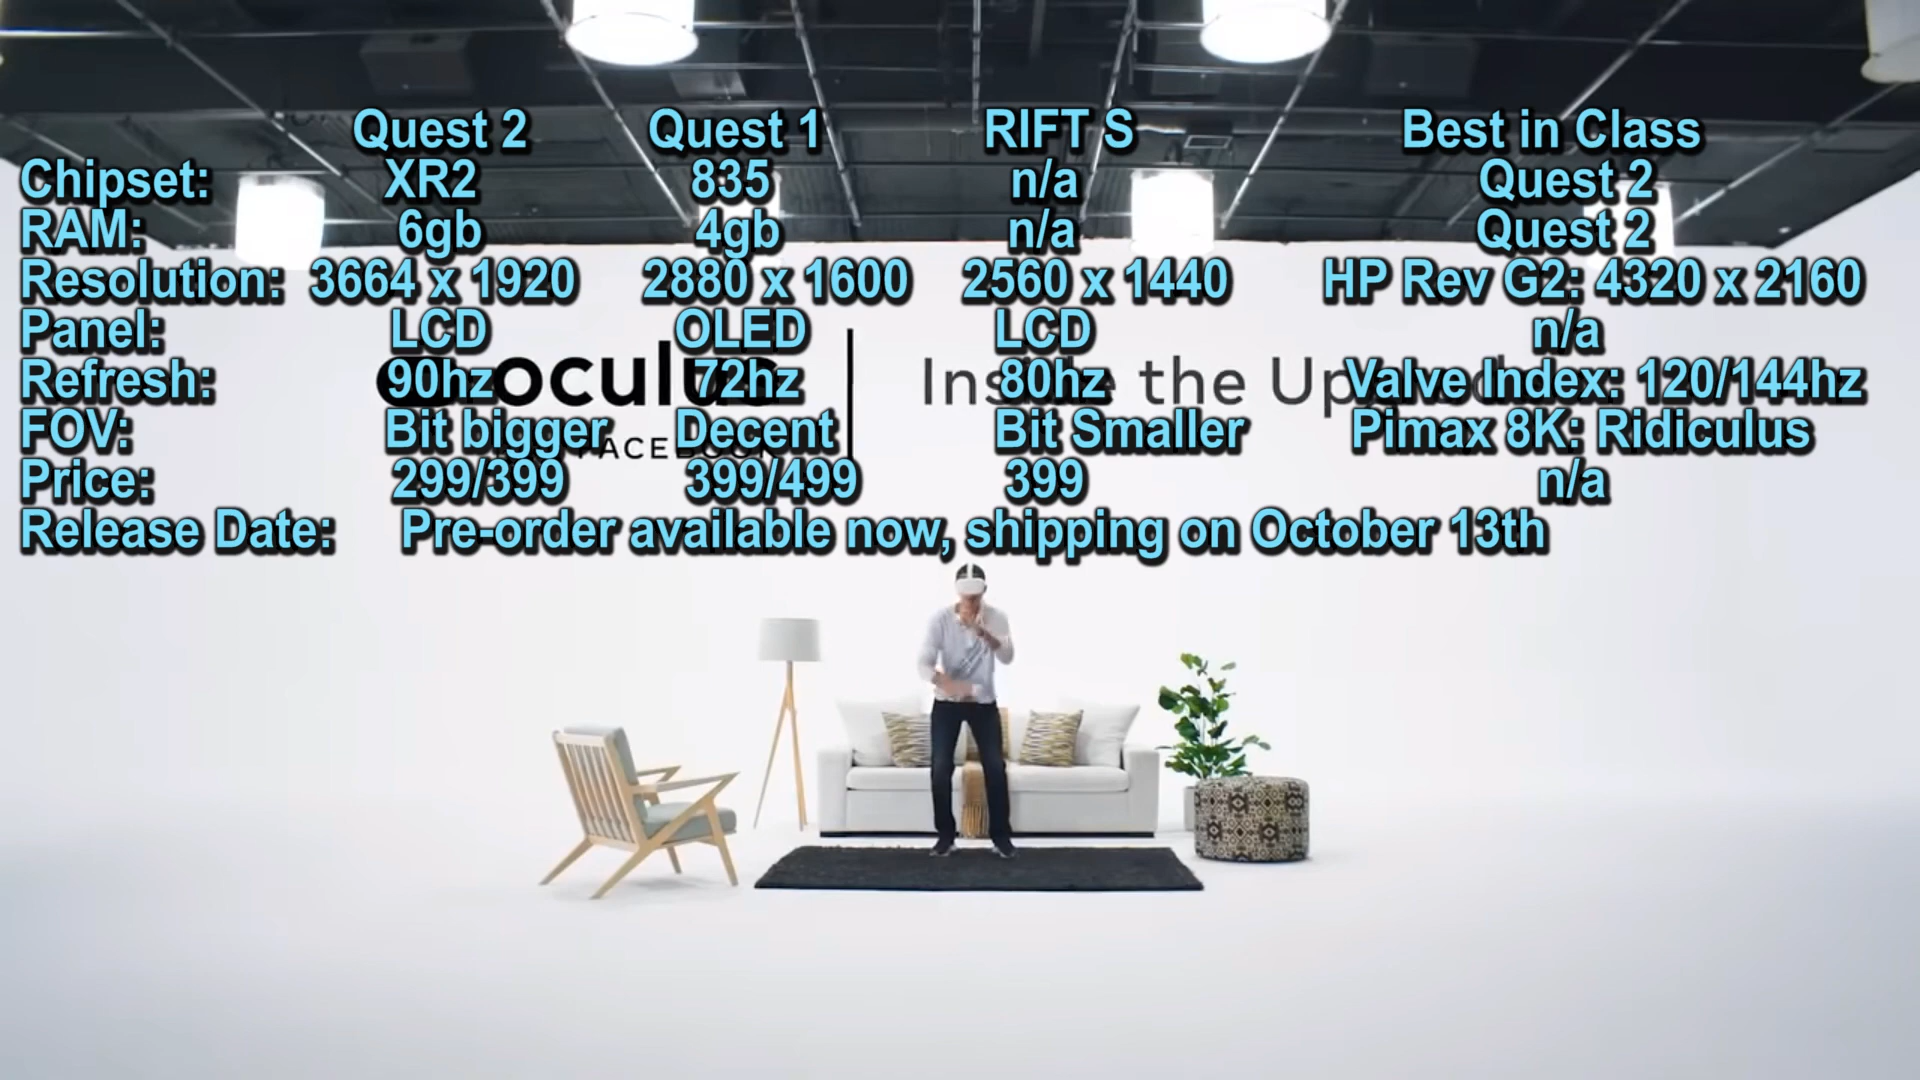 Quest 2 Quest 1 RIFT S Best in Class
Chipset: XR2 835 n/a Quest 2
RAM: 6gb 4gb n/a Quest 2
Resolution: 3664 x 1920 2880 x 1600 2560 x 1440 HP Rev G2: 4320 x 2160
Panel: LCD OLED LCD n/a
Refresh: 90hz 72hz 80hz Valve Index: 120/144hz
oculus the
FOV: Bit bigger Decent Bit Smaller Pimax 8K: Ridiculus
Price: 299/399 399/499 399 n/a
Release Date: Pre-order available now, shipping on October 13th